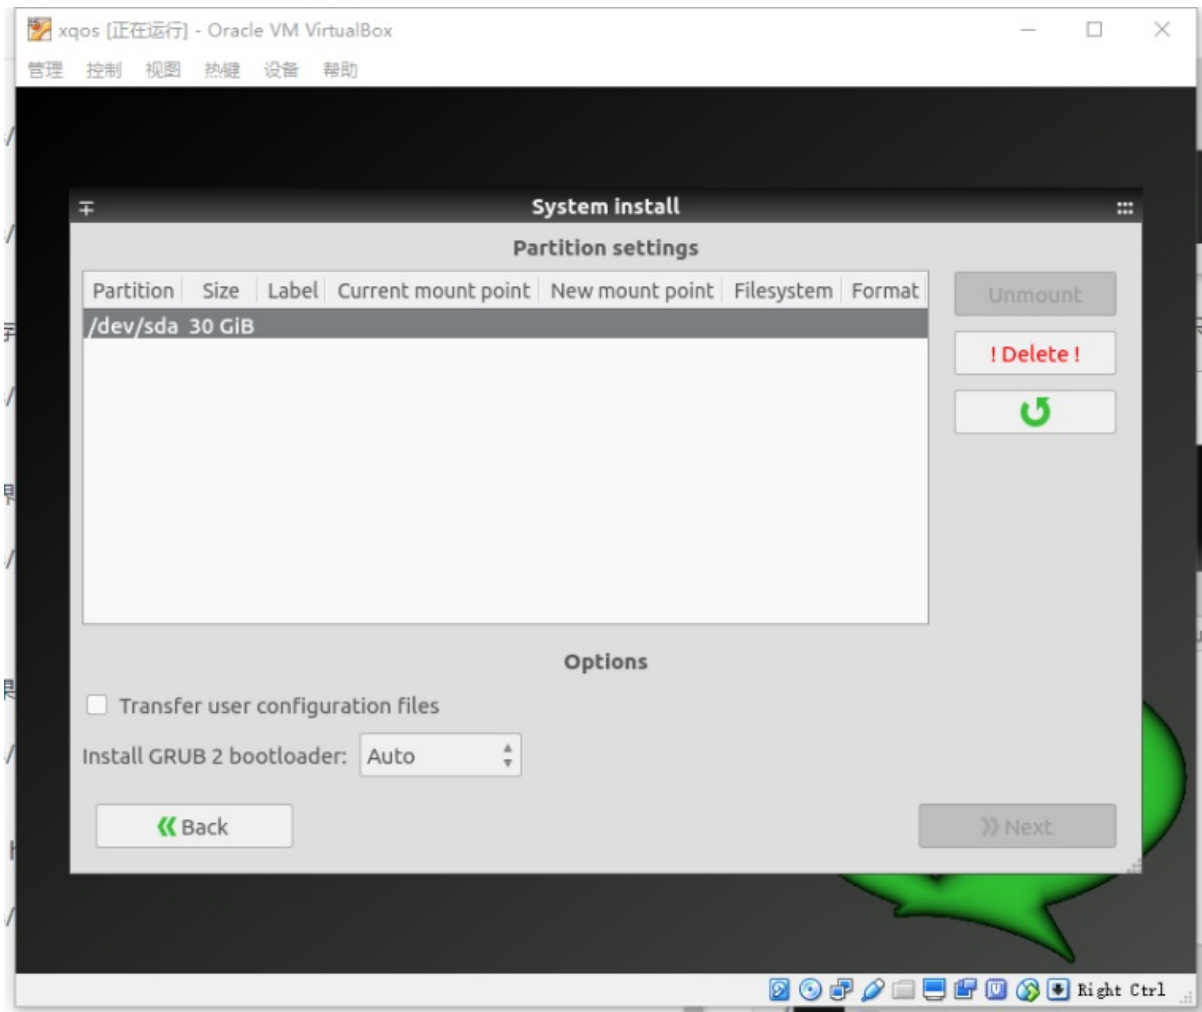 xqos [正在运行] - Oracle VM VirtualBox
管理 控制 视图 热键 设备 帮助
System install
Partition settings
Partition Size Label Current mount point New mount point Filesystem Format
/dev/sda 30 GiB
Unmount
! Delete !
Options
Transfer user configuration files
Install GRUB 2 bootloader: Auto
Back
Next
Right Ctrl